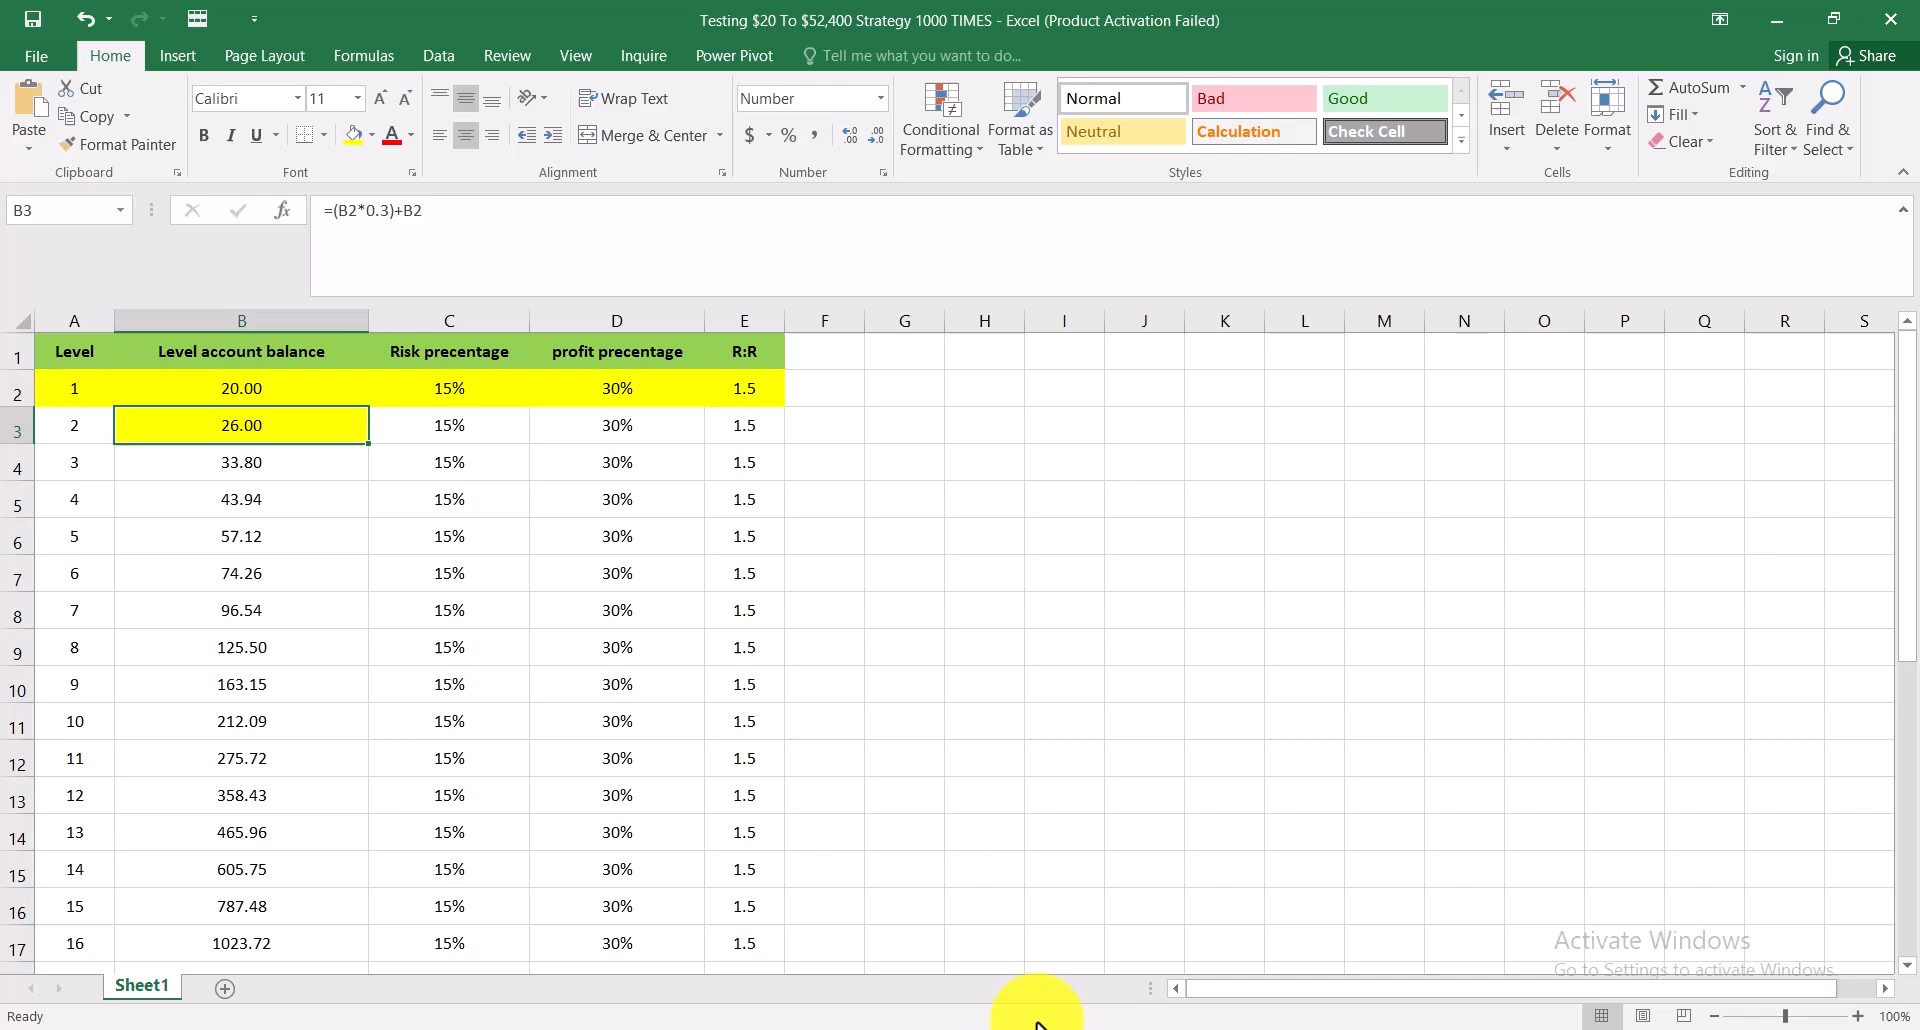 Testing $20 To $52,400 Strategy 1000 TIMES - Excel (Product Activation Failed)
File Home Insert Page Layout Formulas Data Review View Inquire Power Pivot Tell me what you want to do... Sign in Share
Paste
Cut
Copy
Format Painter
Clipboard
Calibri 11
B I U A
Font
Wrap Text
Merge & Center
Alignment
Number
$ % , .00 .0
Number
Conditional Formatting
Format as Table
Normal Bad Good
Neutral Calculation Check Cell
Styles
Insert Delete Format
Cells
AutoSum
Fill
Clear
Sort & Filter
Find & Select
Editing
B3 fx =(B2*0.3)+B2
A B C D E F G H I J K L M N O P Q R S
1 Level Level account balance Risk precentage profit precentage R:R
2 1 20.00 15% 30% 1.5
3 2 26.00 15% 30% 1.5
4 3 33.80 15% 30% 1.5
5 4 43.94 15% 30% 1.5
6 5 57.12 15% 30% 1.5
7 6 74.26 15% 30% 1.5
8 7 96.54 15% 30% 1.5
9 8 125.50 15% 30% 1.5
10 9 163.15 15% 30% 1.5
11 10 212.09 15% 30% 1.5
12 11 275.72 15% 30% 1.5
13 12 358.43 15% 30% 1.5
14 13 465.96 15% 30% 1.5
15 14 605.75 15% 30% 1.5
16 15 787.48 15% 30% 1.5
17 16 1023.72 15% 30% 1.5
Activate Windows
Go to Settings to activate Windows.
Sheet1
Ready 100%